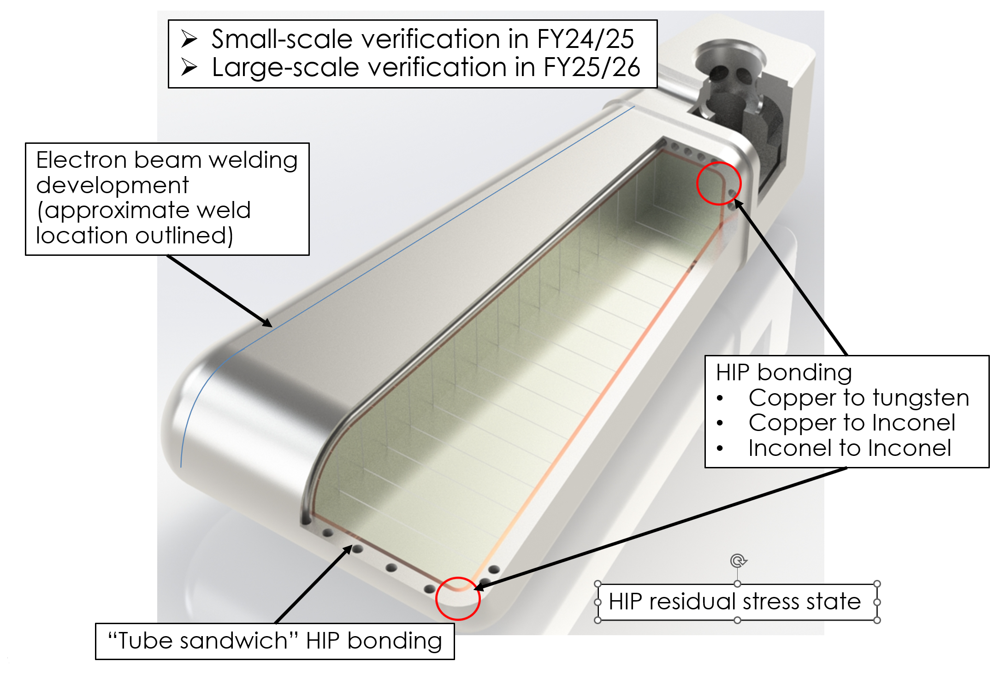 ➢ Small-scale verification in FY24/25
➢ Large-scale verification in FY25/26
Electron beam welding
development
(approximate weld
location outlined)
HIP bonding
• Copper to tungsten
• Copper to Inconel
• Inconel to Inconel
HIP residual stress state
“Tube sandwich” HIP bonding